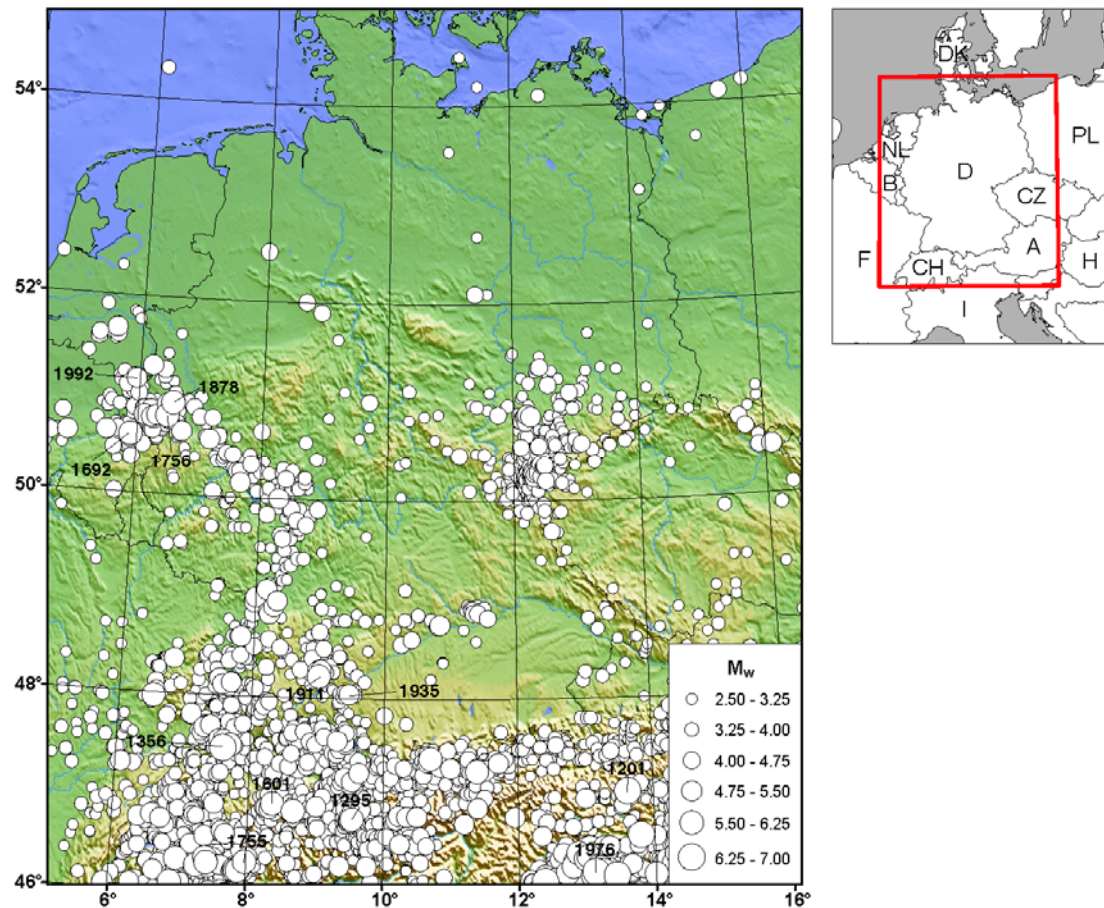 54°
52°
50°
48°
46°
6°
8°
10°
12°
14°
16°
1992
1878
1692
1756
1911
1935
1356
1601
1295
1755
1201
1976
Mw
2.50 - 3.25
3.25 - 4.00
4.00 - 4.75
4.75 - 5.50
5.50 - 6.25
6.25 - 7.00
DK
NL
PL
B
D
CZ
F
CH
A
H
I